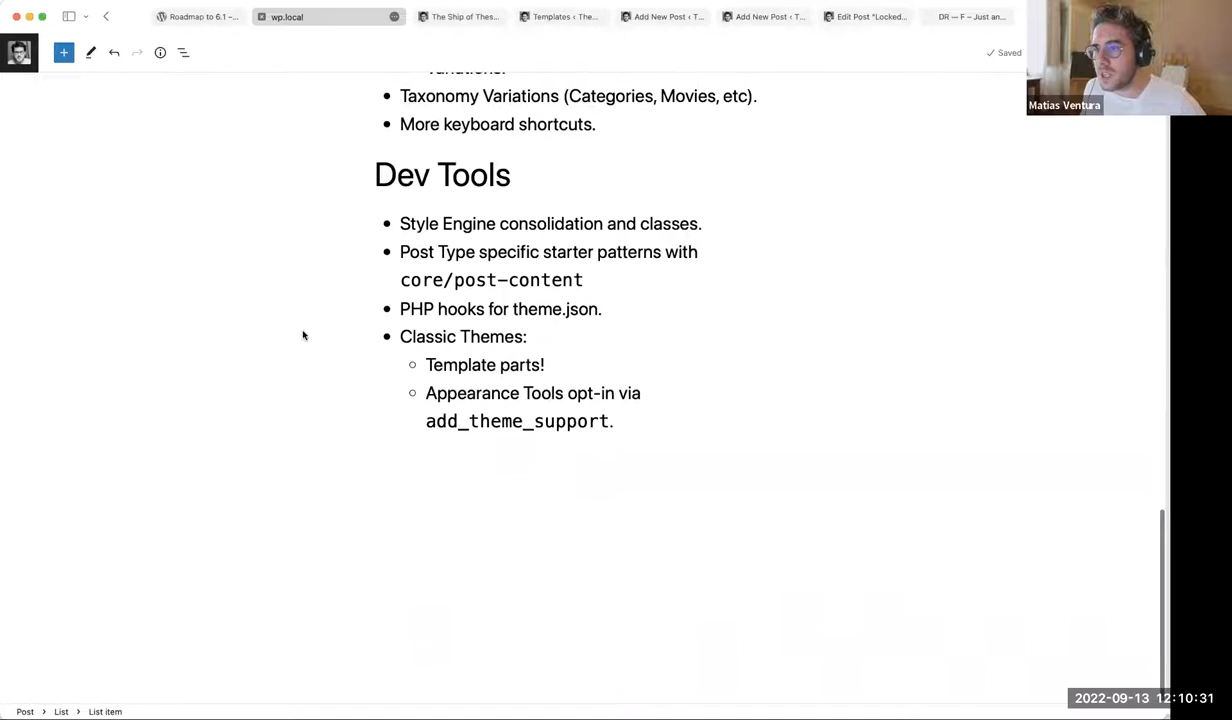 Roadmap to 6.1 –...
wp.local
The Ship of Thes...
Templates ‹ The...
Add New Post ‹ T...
Add New Post ‹ T...
Edit Post "Locked...
DR — F – Just an...
Saved
Matias Ventura
variations.
Taxonomy Variations (Categories, Movies, etc).
More keyboard shortcuts.
Dev Tools
Style Engine consolidation and classes.
Post Type specific starter patterns with
core/post-content
PHP hooks for theme.json.
Classic Themes:
Template parts!
Appearance Tools opt-in via
add_theme_support.
2022-09-13 12:10:31
Post > List > List item